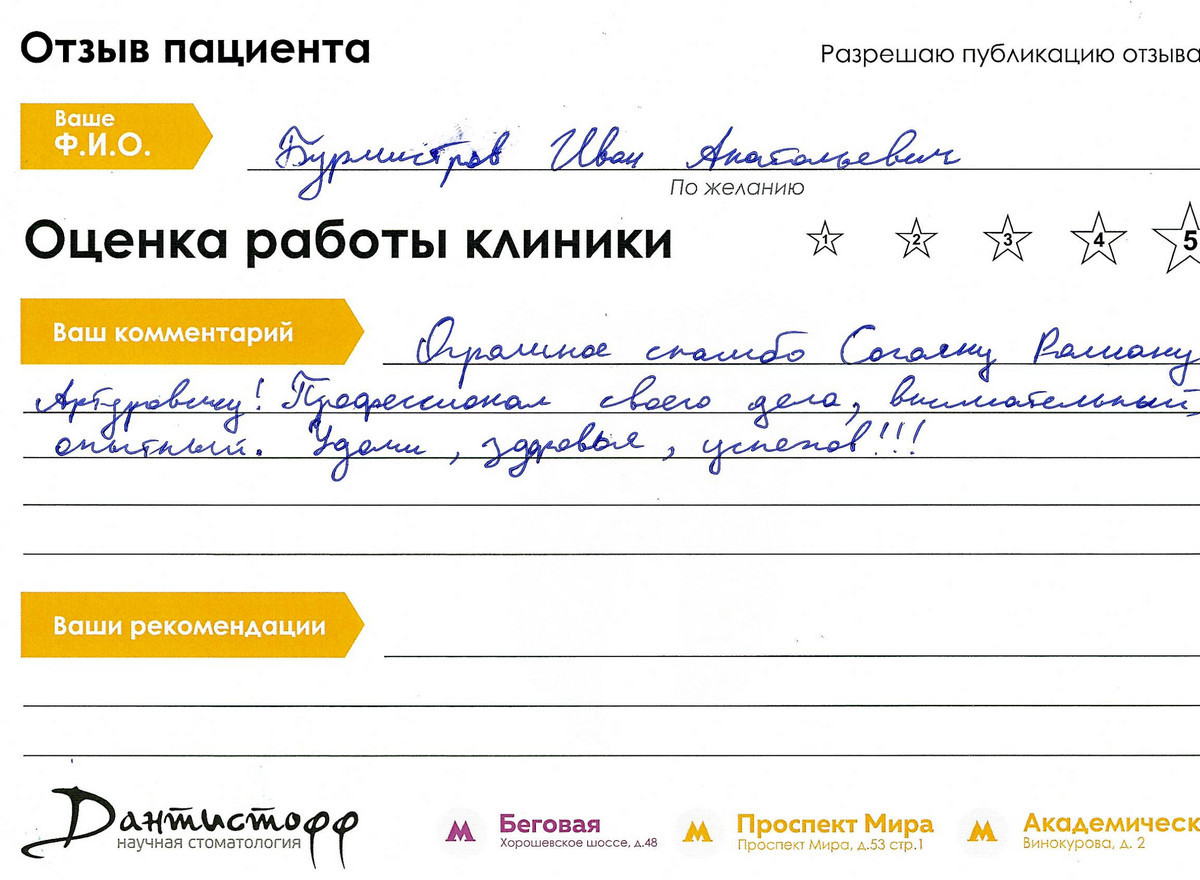 Отзыв пациента
Разрешаю публикацию отзыва
Ваше
Ф.И.О.
Бурмистров Иван Анатольевич
По желанию
Оценка работы клиники
1 2 3 4 5
Ваш комментарий
Огромное спасибо Согояну Роману
Артуровичу! Профессионал своего дела, внимательный,
опытный. Удачи, здоровья, успехов!!!
Ваши рекомендации
Дантистофф
научная стоматология
Беговая
Хорошевское шоссе, д.48
Проспект Мира
Проспект Мира, д.53 стр.1
Академическ
Винокурова, д. 2